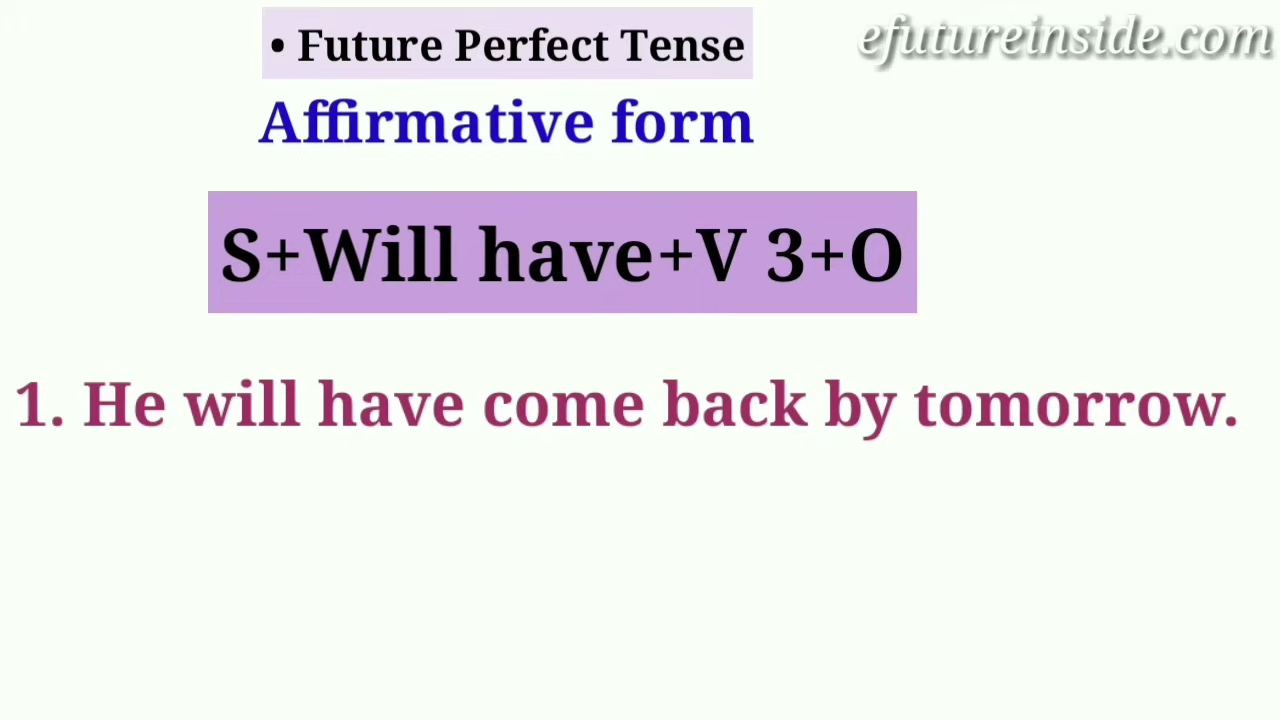 • Future Perfect Tense
efutureinside.com
Affirmative form
S+Will have+V 3+O
1. He will have come back by tomorrow.